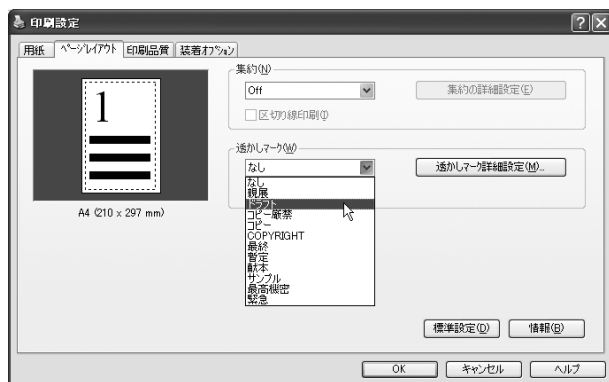 印刷設定
用紙 ページレイアウト 印刷品質 装着オプション
集約(N)
Off 集約の詳細設定(E)
区切り線印刷(I)
透かしマーク(W)
なし 透かしマーク詳細設定(M)...
なし
親展
ドラフト
コピー厳禁
コピー
COPYRIGHT
最終
暫定
献本
サンプル
最高機密
緊急
1
A4 (210 x 297 mm)
標準設定(D) 情報(B)
OK キャンセル ヘルプ